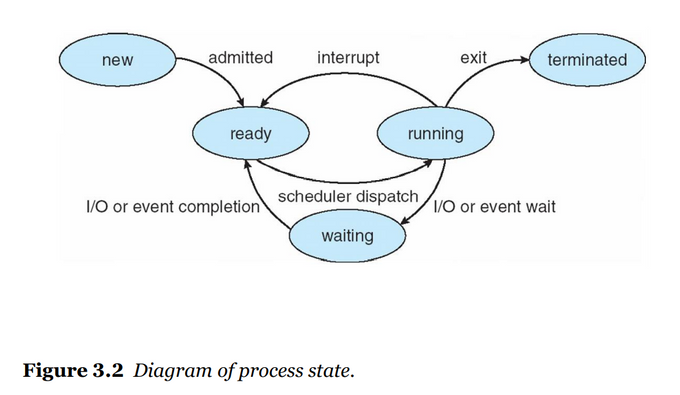 new
admitted
interrupt
exit
terminated
ready
running
scheduler dispatch
I/O or event completion
I/O or event wait
waiting
Figure 3.2 Diagram of process state.